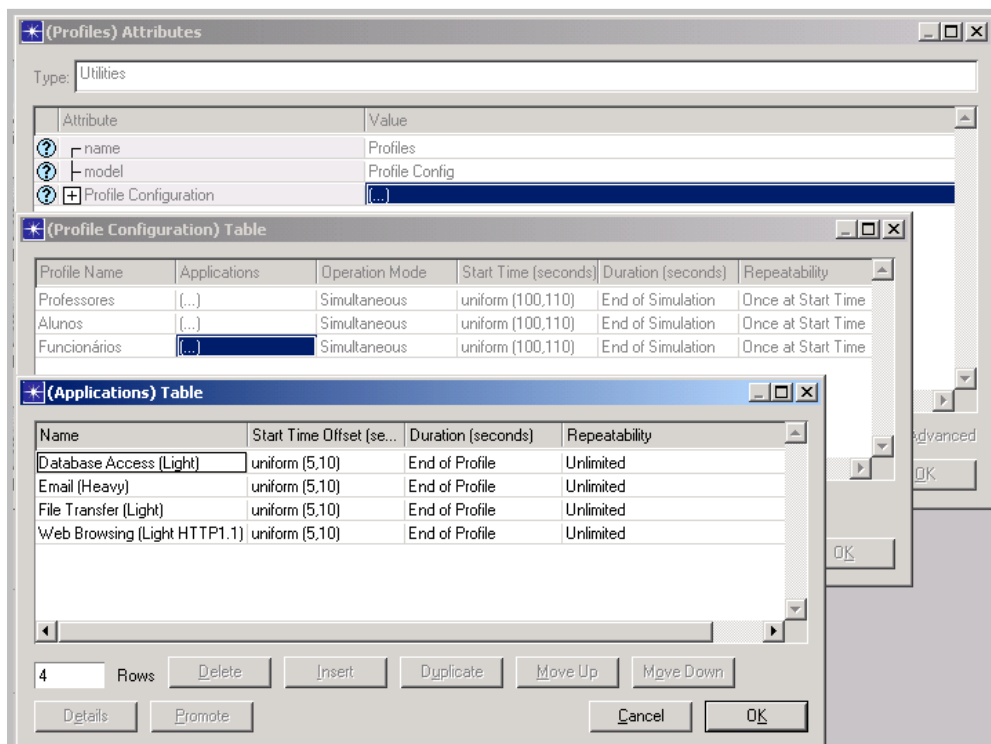 (Profiles) Attributes
Type: Utilities
Attribute Value
name Profiles
model Profile Config
Profile Configuration (...)
(Profile Configuration) Table
Profile Name Applications Operation Mode Start Time (seconds) Duration (seconds) Repeatability
Professores (...) Simultaneous uniform (100,110) End of Simulation Once at Start Time
Alunos (...) Simultaneous uniform (100,110) End of Simulation Once at Start Time
Funcionários (...) Simultaneous uniform (100,110) End of Simulation Once at Start Time
(Applications) Table
Advanced
Name Start Time Offset (se... Duration (seconds) Repeatability
Database Access (Light) uniform (5,10) End of Profile Unlimited
OK
Email (Heavy) uniform (5,10) End of Profile Unlimited
File Transfer (Light) uniform (5,10) End of Profile Unlimited
Web Browsing (Light HTTP1.1) uniform (5,10) End of Profile Unlimited
OK
4 Rows Delete Insert Duplicate Move Up Move Down
Details Promote Cancel OK